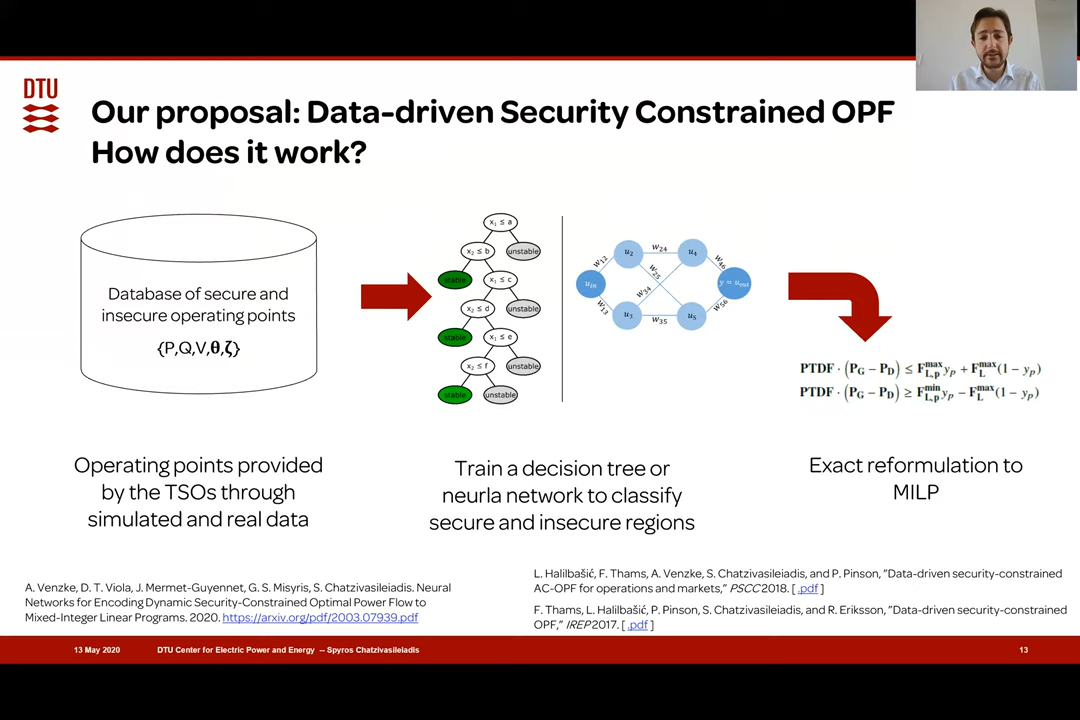 DTU
Our proposal: Data-driven Security Constrained OPF
How does it work?
Database of secure and
insecure operating points
{P,Q,V,θ,ζ}
x₁ ≤ a
x₂ ≤ b
unstable
stable
x₁ ≤ c
x₂ ≤ d
unstable
stable
x₁ ≤ e
x₂ ≤ f
unstable
stable
unstable
u₂
w₂₄
u₄
w₁₂
w₂₅
w₄₆
uᵢₙ
y = uₒᵤₜ
w₁₃
w₃₄
w₅₆
u₃
w₃₅
u₅
PTDF · (P_G − P_D) ≤ F^max_L,p y_p + F^max_L (1 − y_p)
PTDF · (P_G − P_D) ≥ F^min_L,p y_p − F^max_L (1 − y_p)
Operating points provided
by the TSOs through
simulated and real data
Train a decision tree or
neurla network to classify
secure and insecure regions
Exact reformulation to
MILP
A. Venzke, D. T. Viola, J. Mermet-Guyennet, G. S. Misyris, S. Chatzivasileiadis. Neural
Networks for Encoding Dynamic Security-Constrained Optimal Power Flow to
Mixed-Integer Linear Programs. 2020. https://arxiv.org/pdf/2003.07939.pdf
L. Halilbašić, F. Thams, A. Venzke, S. Chatzivasileiadis, and P. Pinson, "Data-driven security-constrained
AC-OPF for operations and markets," PSCC 2018. [ .pdf ]
F. Thams, L. Halilbašić, P. Pinson, S. Chatzivasileiadis, and R. Eriksson, "Data-driven security-constrained
OPF," IREP 2017. [ .pdf ]
13 May 2020
DTU Center for Electric Power and Energy -- Spyros Chatzivasileiadis
13